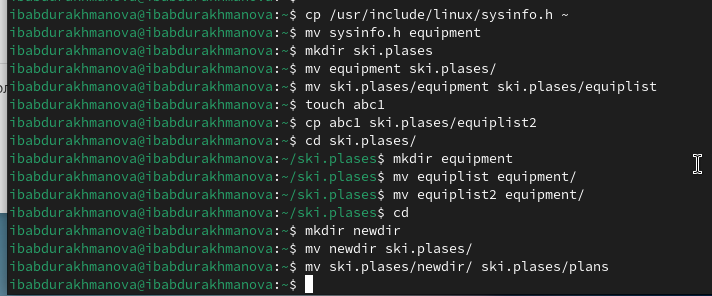 ibabdurakhmanova@ibabdurakhmanova:~$ cp /usr/include/linux/sysinfo.h ~
ibabdurakhmanova@ibabdurakhmanova:~$ mv sysinfo.h equipment
ibabdurakhmanova@ibabdurakhmanova:~$ mkdir ski.plases
ibabdurakhmanova@ibabdurakhmanova:~$ mv equipment ski.plases/
ibabdurakhmanova@ibabdurakhmanova:~$ mv ski.plases/equipment ski.plases/equiplist
ibabdurakhmanova@ibabdurakhmanova:~$ touch abc1
ibabdurakhmanova@ibabdurakhmanova:~$ cp abc1 ski.plases/equiplist2
ibabdurakhmanova@ibabdurakhmanova:~$ cd ski.plases/
ibabdurakhmanova@ibabdurakhmanova:~/ski.plases$ mkdir equipment
ibabdurakhmanova@ibabdurakhmanova:~/ski.plases$ mv equiplist equipment/
ibabdurakhmanova@ibabdurakhmanova:~/ski.plases$ mv equiplist2 equipment/
ibabdurakhmanova@ibabdurakhmanova:~/ski.plases$ cd
ibabdurakhmanova@ibabdurakhmanova:~$ mkdir newdir
ibabdurakhmanova@ibabdurakhmanova:~$ mv newdir ski.plases/
ibabdurakhmanova@ibabdurakhmanova:~$ mv ski.plases/newdir/ ski.plases/plans
ibabdurakhmanova@ibabdurakhmanova:~$